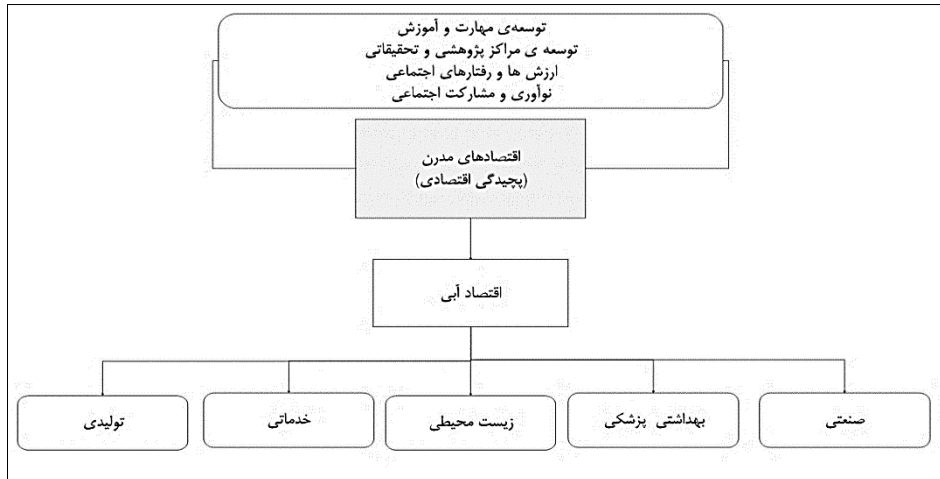 توسعه‌ی مهارت و آموزش
توسعه ی مراکز پژوهشی و تحقیقاتی
ارزش ها و رفتارهای اجتماعی
نوآوری و مشارکت اجتماعی
اقتصادهای مدرن
(پچیدگی اقتصادی)
اقتصاد آبی
صنعتی
بهداشتی پزشکی
زیست محیطی
خدماتی
تولیدی